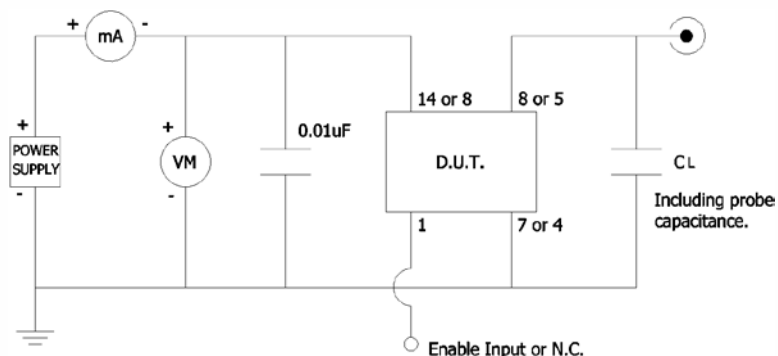 + mA -
14 or 8
8 or 5
+
POWER
SUPPLY
-
+
VM
-
0.01uF
D.U.T.
CL
Including probe
capacitance.
1
7 or 4
Enable Input or N.C.